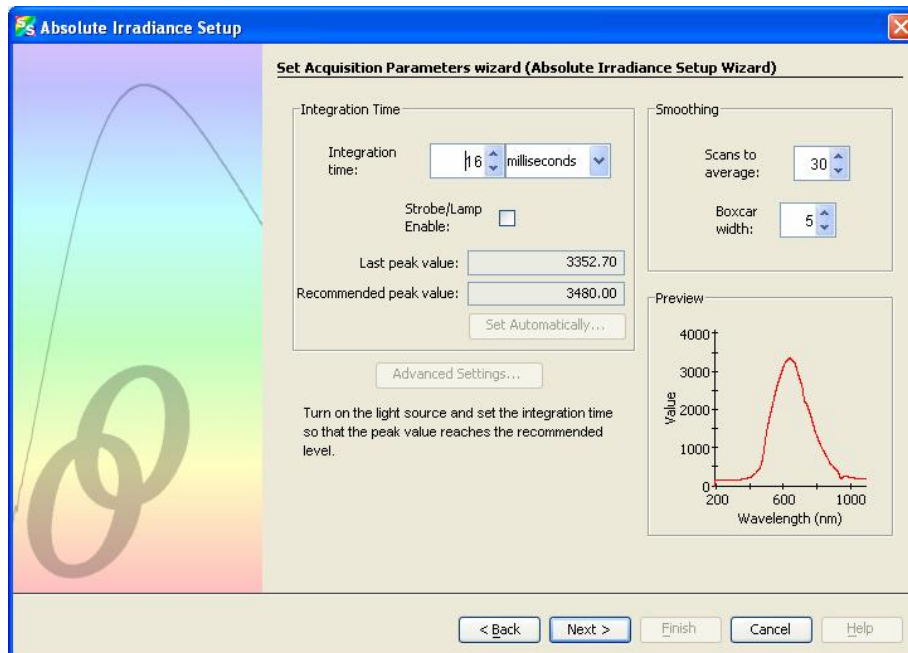 Absolute Irradiance Setup
Set Acquisition Parameters wizard (Absolute Irradiance Setup Wizard)
Integration Time
Integration time:
16 milliseconds
Strobe/Lamp Enable:
Last peak value: 3352.70
Recommended peak value: 3480.00
Set Automatically...
Advanced Settings...
Turn on the light source and set the integration time
so that the peak value reaches the recommended
level.
Smoothing
Scans to average: 30
Boxcar width: 5
Preview
4000
3000
2000
1000
0
Value
200 600 1000
Wavelength (nm)
< Back Next > Finish Cancel Help